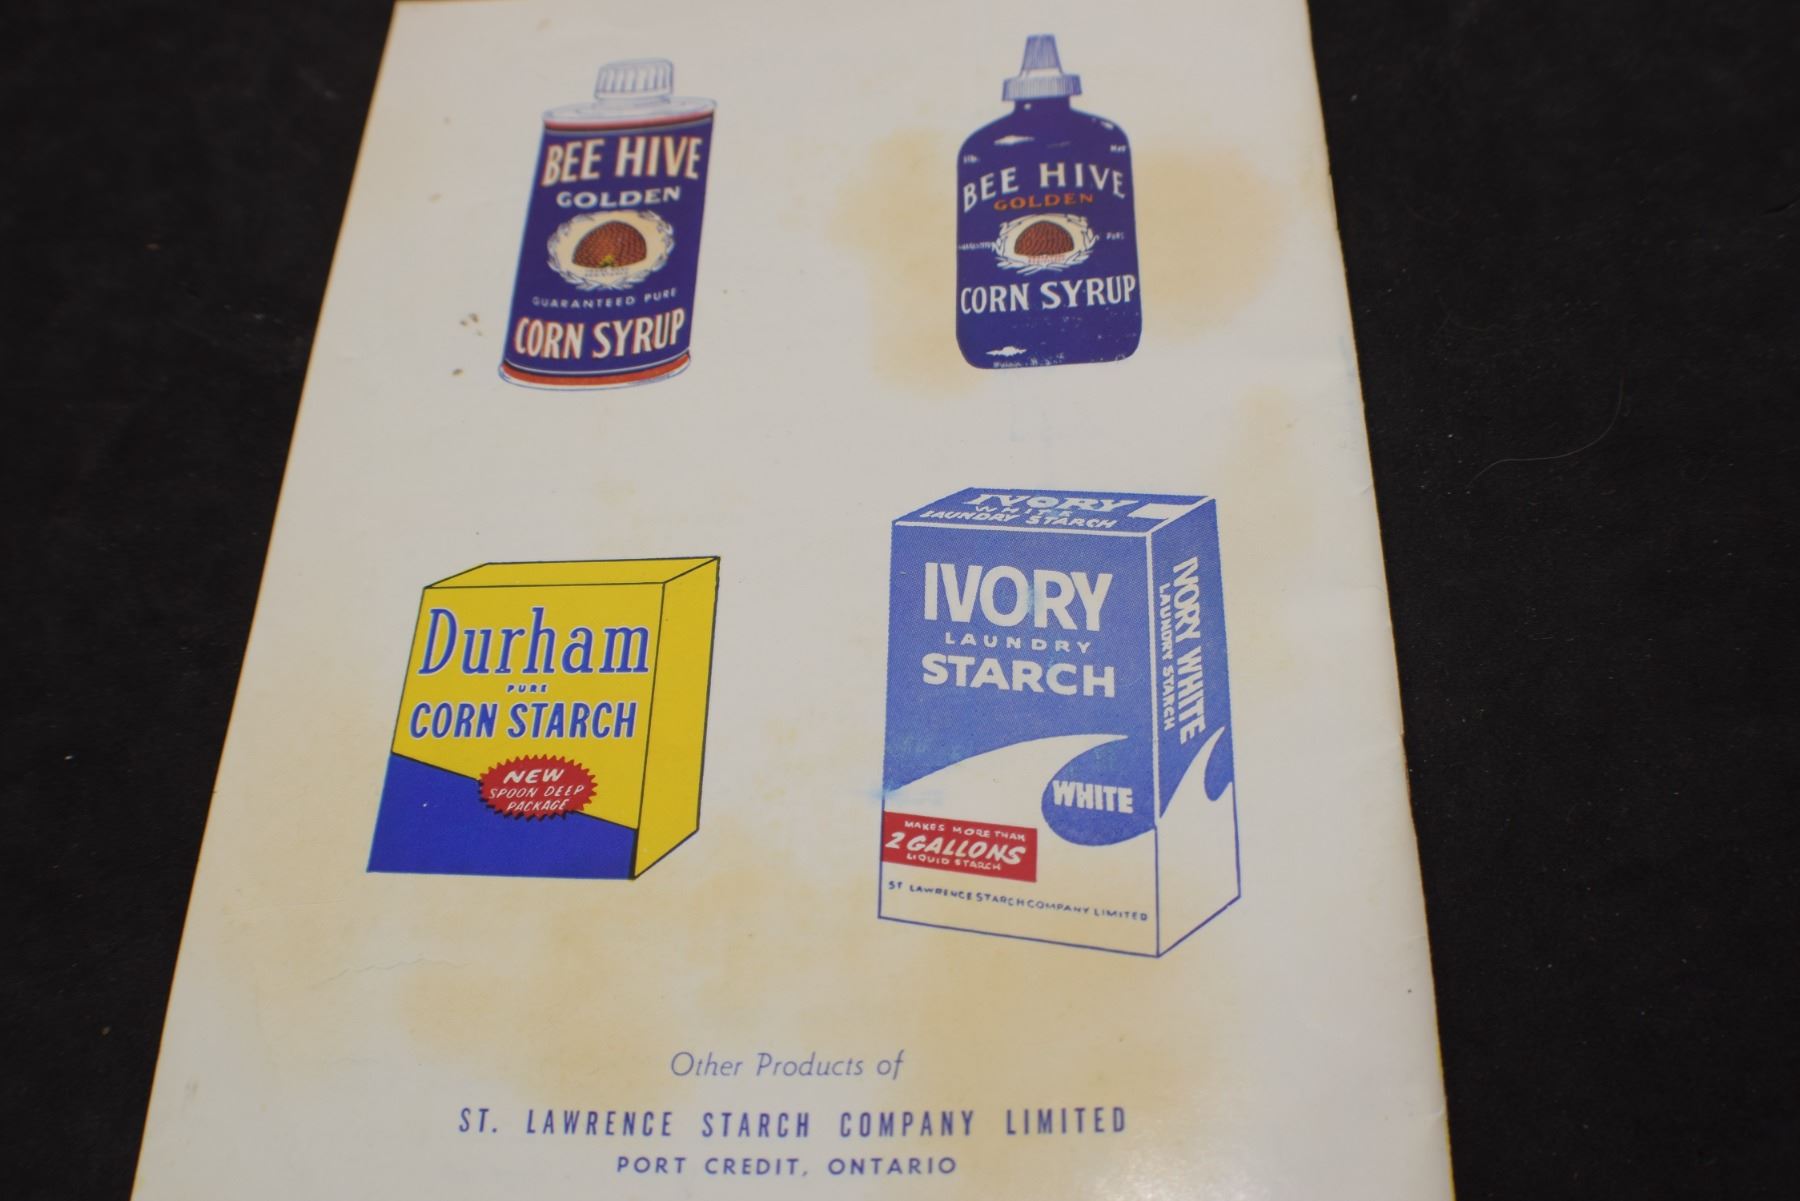 BEE HIVE
GOLDEN
GUARANTEED PURE
CORN SYRUP
BEE HIVE
GOLDEN
CORN SYRUP
Durham
PURE
CORN STARCH
NEW
SPOON DEEP
PACKAGE
IVORY
WHITE
LAUNDRY STARCH
IVORY
LAUNDRY
STARCH
WHITE
MAKES MORE THAN
2 GALLONS
LIQUID STARCH
ST LAWRENCE STARCH COMPANY LIMITED
IVORY WHITE
LAUNDRY STARCH
Other Products of
ST. LAWRENCE STARCH COMPANY LIMITED
PORT CREDIT, ONTARIO